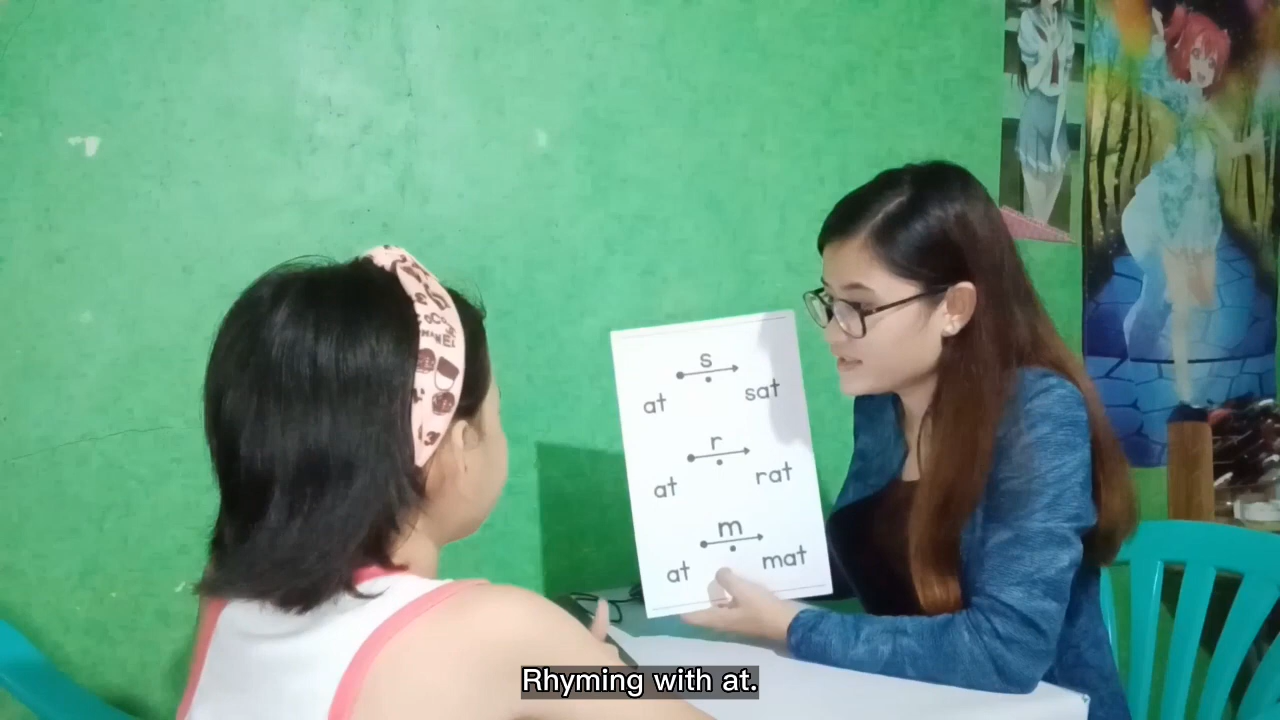 s
at sat
r
at rat
m
at mat
Rhyming with at.